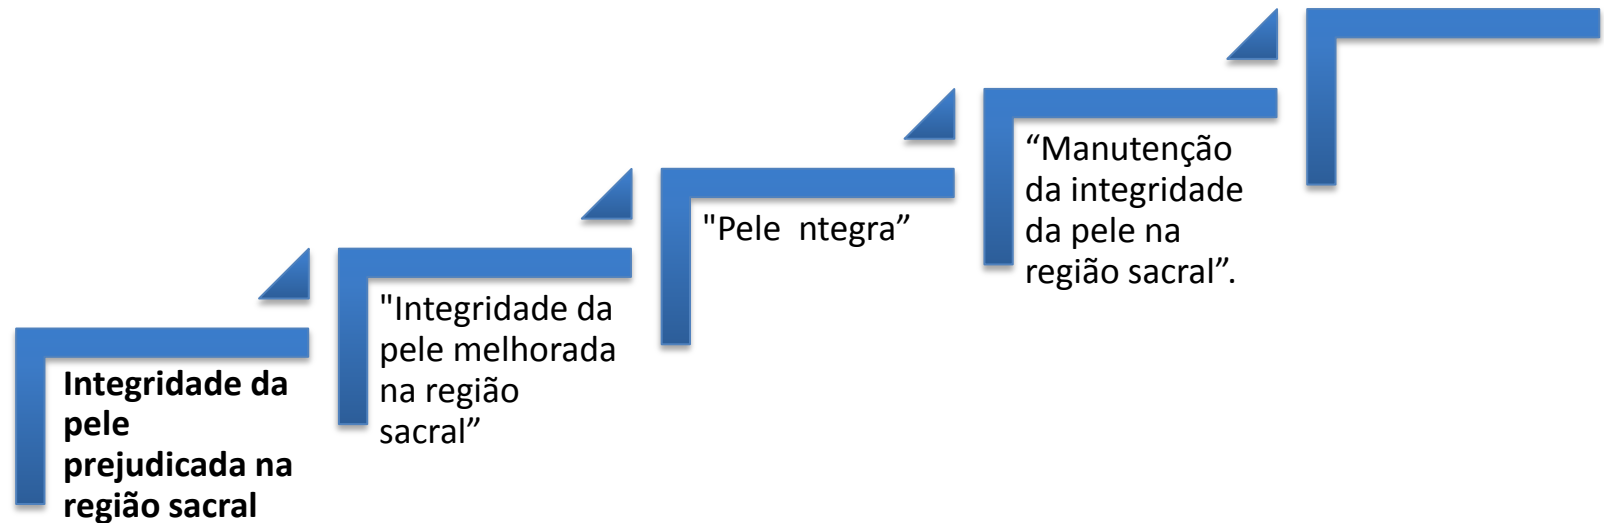 Integridade da
pele
prejudicada na
região sacral
"Integridade da
pele melhorada
na região
sacral”
"Pele  ntegra”
“Manutenção
da integridade
da pele na
região sacral”.